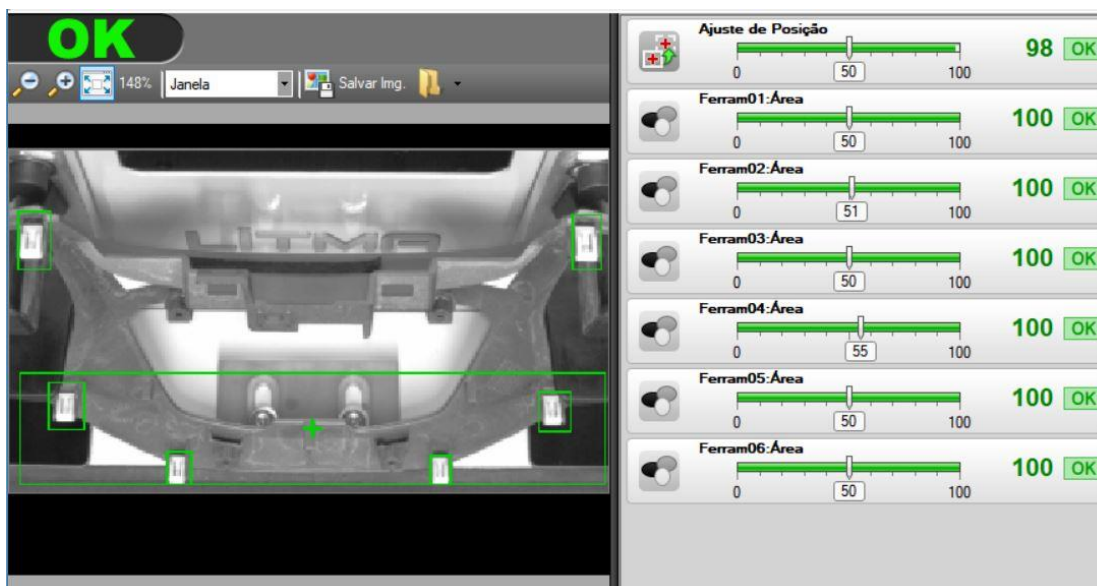 OK
148%
Janela
Salvar Img.
Ajuste de Posição
98 OK
0 50 100
Ferram01:Área
100 OK
0 50 100
Ferram02:Área
100 OK
0 51 100
Ferram03:Área
100 OK
0 50 100
Ferram04:Área
100 OK
0 55 100
Ferram05:Área
100 OK
0 50 100
Ferram06:Área
100 OK
0 50 100